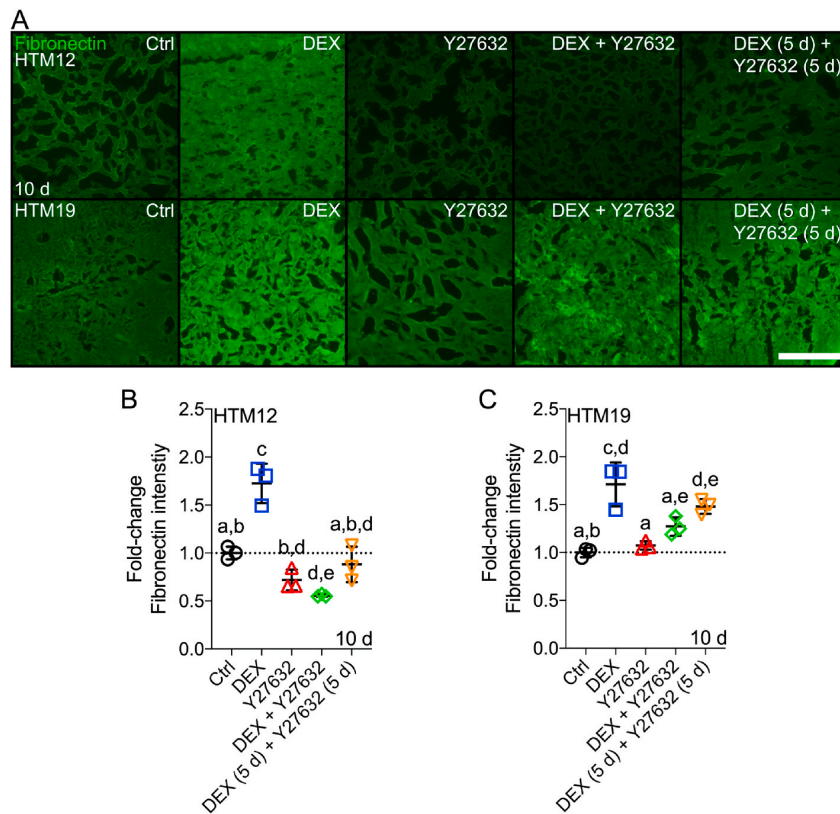 A
Fibronectin
HTM12
Ctrl
DEX
Y27632
DEX + Y27632
DEX (5 d) +
Y27632 (5 d)
10 d
HTM19
Ctrl
DEX
Y27632
DEX + Y27632
DEX (5 d) +
Y27632 (5 d)
B
HTM12
Fold-change
Fibronectin intenstiy
2.5
2.0
1.5
1.0
0.5
0.0
a,b
c
b,d
d,e
a,b,d
10 d
Ctrl
DEX
Y27632
DEX + Y27632
DEX (5 d) + Y27632 (5 d)
C
HTM19
Fold-change
Fibronectin intenstiy
2.5
2.0
1.5
1.0
0.5
0.0
a,b
c,d
a
a,e
d,e
10 d
Ctrl
DEX
Y27632
DEX + Y27632
DEX (5 d) + Y27632 (5 d)